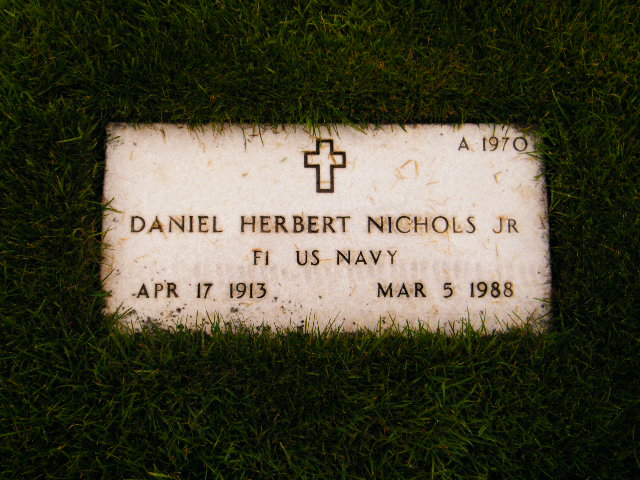 A 1970
DANIEL HERBERT NICHOLS JR
F1 US NAVY
APR 17 1913 MAR 5 1988